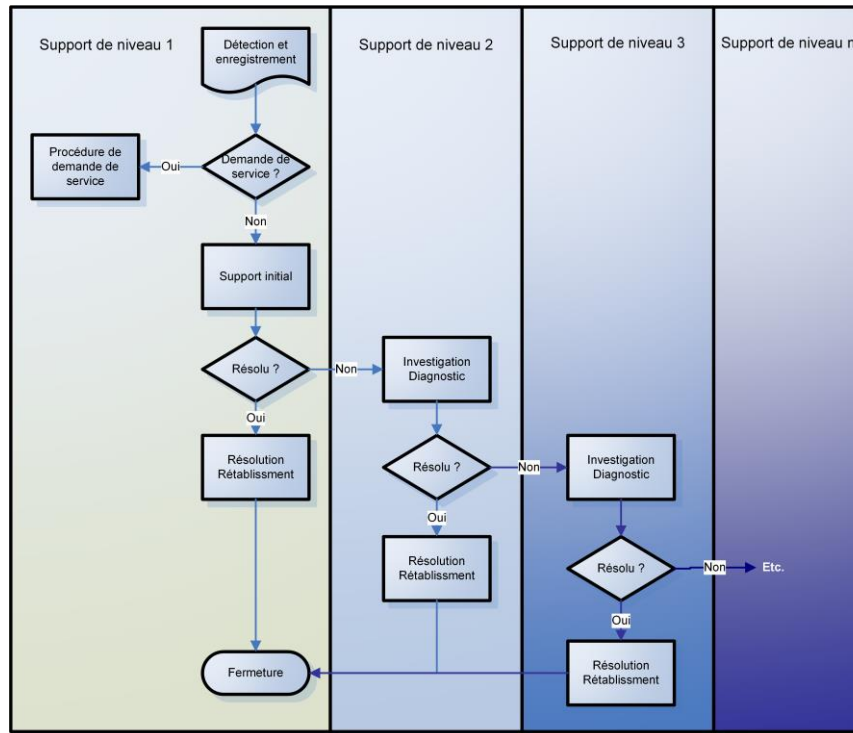 Support de niveau 1
Détection et
enregistrement
Support de niveau 2
Support de niveau 3
Support de niveau n
Procédure de
demande de
service
Oui
Demande de
service ?
Non
Support initial
Résolu ?
Non
Investigation
Diagnostic
Oui
Résolution
Rétablissment
Résolu ?
Non
Investigation
Diagnostic
Oui
Résolution
Rétablissment
Résolu ?
Non
Etc.
Oui
Fermeture
Résolution
Rétablissment